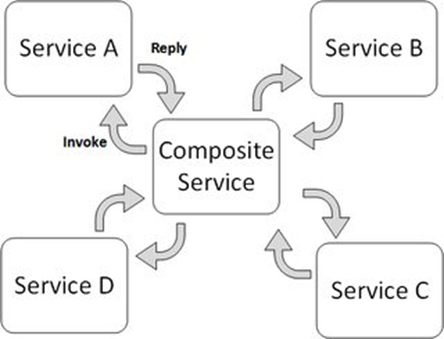 Service A
Reply
Service B
Invoke
Composite
Service
Service D
Service C